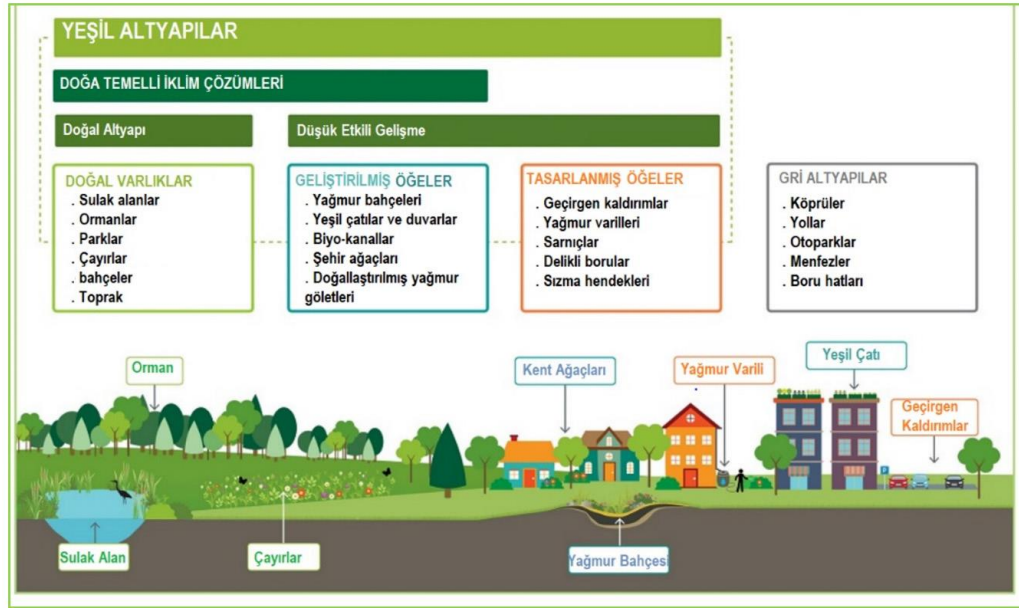 YEŞİL ALTYAPILAR
DOĞA TEMELLİ İKLİM ÇÖZÜMLERİ
Doğal Altyapı
Düşük Etkili Gelişme
DOĞAL VARLIKLAR
. Sulak alanlar
. Ormanlar
. Parklar
. Çayırlar
. bahçeler
. Toprak
GELİŞTİRİLMİŞ ÖĞELER
. Yağmur bahçeleri
. Yeşil çatılar ve duvarlar
. Biyo-kanallar
. Şehir ağaçları
. Doğallaştırılmış yağmur
göletleri
TASARLANMIŞ ÖĞELER
. Geçirgen kaldırımlar
. Yağmur varilleri
. Sarnıçlar
. Delikli borular
. Sızma hendekleri
GRİ ALTYAPILAR
. Köprüler
. Yollar
. Otoparklar
. Menfezler
. Boru hatları
Orman
Kent Ağaçları
Yağmur Varili
Yeşil Çatı
Geçirgen
Kaldırımlar
P
Sulak Alan
Çayırlar
Yağmur Bahçesi